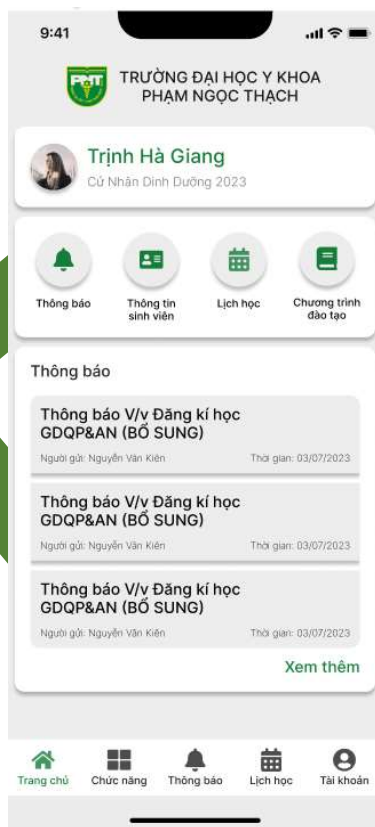 9:41
PNT
TRƯỜNG ĐẠI HỌC Y KHOA
PHẠM NGỌC THẠCH
Trịnh Hà Giang
Cử Nhân Dinh Dưỡng 2023
Thông báo
Thông tin
sinh viên
Lịch học
Chương trình
đào tạo
Thông báo
Thông báo V/v Đăng kí học
GDQP&AN (BỔ SUNG)
Người gửi: Nguyễn Văn Kiên Thời gian: 03/07/2023
Thông báo V/v Đăng kí học
GDQP&AN (BỔ SUNG)
Người gửi: Nguyễn Văn Kiên Thời gian: 03/07/2023
Thông báo V/v Đăng kí học
GDQP&AN (BỔ SUNG)
Người gửi: Nguyễn Văn Kiên Thời gian: 03/07/2023
Xem thêm
Trang chủ Chức năng Thông báo Lịch học Tài khoản